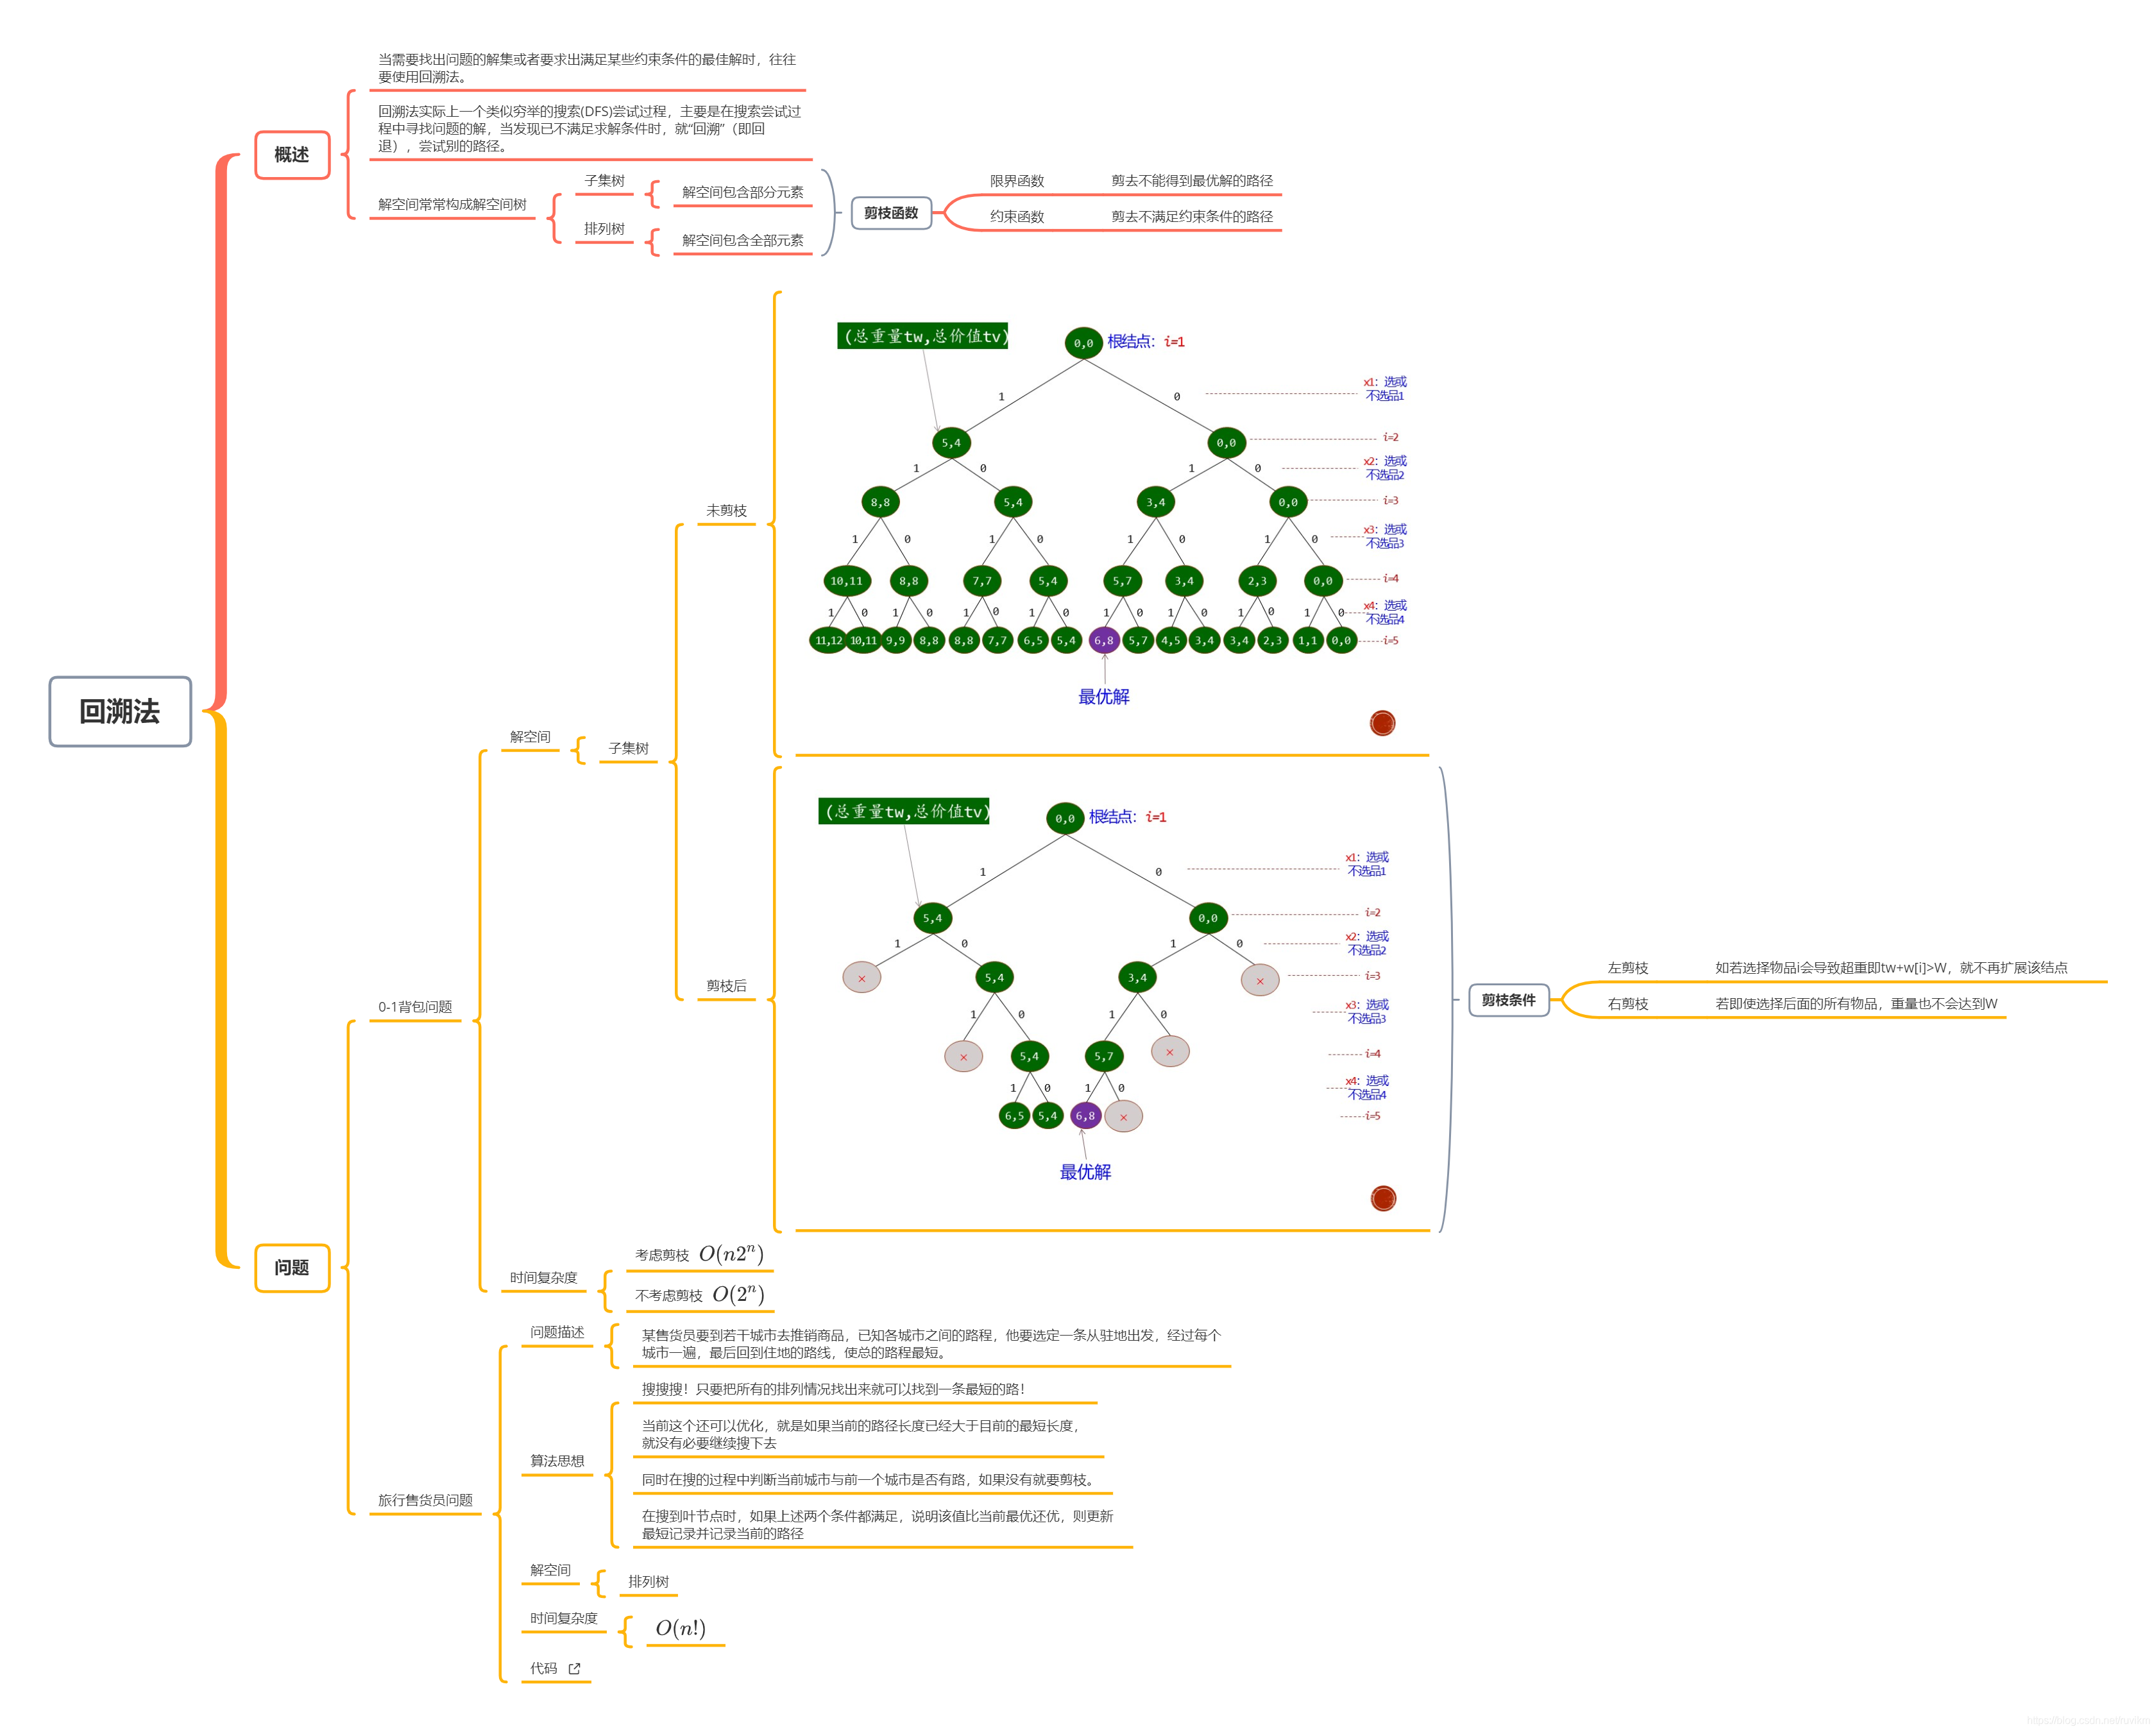 回溯法
概述
当需要找出问题的解集或者要求出满足某些约束条件的最佳解时，往往
要使用回溯法。
回溯法实际上一个类似穷举的搜索(DFS)尝试过程，主要是在搜索尝试过
程中寻找问题的解，当发现已不满足求解条件时，就“回溯”（即回
退），尝试别的路径。
解空间常常构成解空间树
子集树
解空间包含部分元素
排列树
解空间包含全部元素
剪枝函数
限界函数 剪去不能得到最优解的路径
约束函数 剪去不满足约束条件的路径
问题
0-1背包问题
解空间
子集树
未剪枝
(总重量tw,总价值tv)
0,0 根结点：i=1
1 0
x1：选或
不选品1
5,4 0,0 i=2
1 0 1 0
x2：选或
不选品2
8,8 5,4 3,4 0,0 i=3
1 0 1 0 1 0 1 0
x3：选或
不选品3
10,11 8,8 7,7 5,4 5,7 3,4 2,3 0,0 i=4
1 0 1 0 1 0 1 0 1 0 1 0 1 0 1 0
x4：选或
不选品4
11,12 10,11 9,9 8,8 8,8 7,7 6,5 5,4 6,8 5,7 4,5 3,4 3,4 2,3 1,1 0,0 i=5
最优解
剪枝后
(总重量tw,总价值tv)
0,0 根结点：i=1
1 0
x1：选或
不选品1
5,4 0,0 i=2
1 0 1 0
x2：选或
不选品2
× 5,4 3,4 × i=3
1 0 1 0
x3：选或
不选品3
× 5,4 5,7 × i=4
1 0 1 0
x4：选或
不选品4
6,5 5,4 6,8 × i=5
最优解
剪枝条件
左剪枝 如若选择物品i会导致超重即tw+w[i]>W，就不再扩展该结点
右剪枝 若即使选择后面的所有物品，重量也不会达到W
时间复杂度
考虑剪枝 O(n2ⁿ)
不考虑剪枝 O(2ⁿ)
旅行售货员问题
问题描述
某售货员要到若干城市去推销商品，已知各城市之间的路程，他要选定一条从驻地出发，经过每个
城市一遍，最后回到住地的路线，使总的路程最短。
算法思想
搜搜搜！只要把所有的排列情况找出来就可以找到一条最短的路！
当前这个还可以优化，就是如果当前的路径长度已经大于目前的最短长度，
就没有必要继续搜下去
同时在搜的过程中判断当前城市与前一个城市是否有路，如果没有就要剪枝。
在搜到叶节点时，如果上述两个条件都满足，说明该值比当前最优还优，则更新
最短记录并记录当前的路径
解空间
排列树
时间复杂度
O(n!)
代码